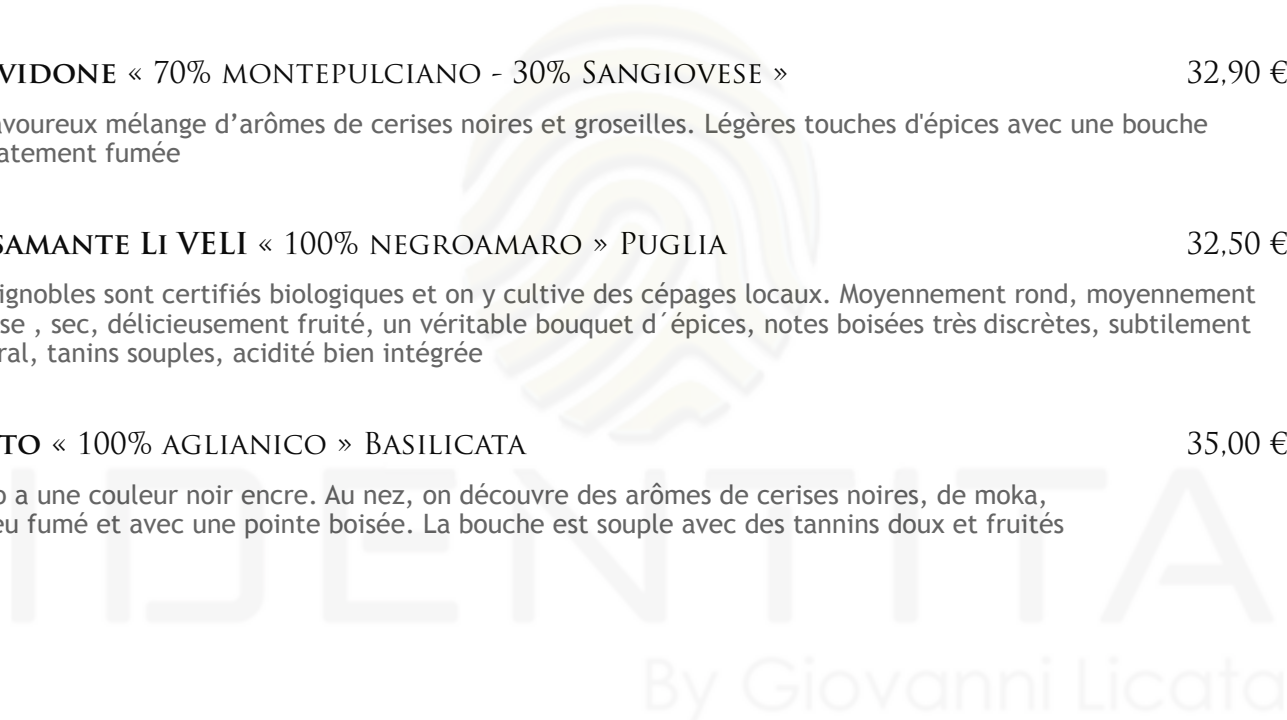 VIDONE « 70% MONTEPULCIANO - 30% SANGIOVESE » 32,90 €
avoureux mélange d’arômes de cerises noires et groseilles. Légères touches d'épices avec une bouche
atement fumée
SAMANTE LI VELI « 100% NEGROAMARO » PUGLIA 32,50 €
ignobles sont certifiés biologiques et on y cultive des cépages locaux. Moyennement rond, moyennement
se , sec, délicieusement fruité, un véritable bouquet d´épices, notes boisées très discrètes, subtilement
ral, tanins souples, acidité bien intégrée
TO « 100% AGLIANICO » BASILICATA 35,00 €
o a une couleur noir encre. Au nez, on découvre des arômes de cerises noires, de moka,
eu fumé et avec une pointe boisée. La bouche est souple avec des tannins doux et fruités
IDENTITA
By Giovanni Licata